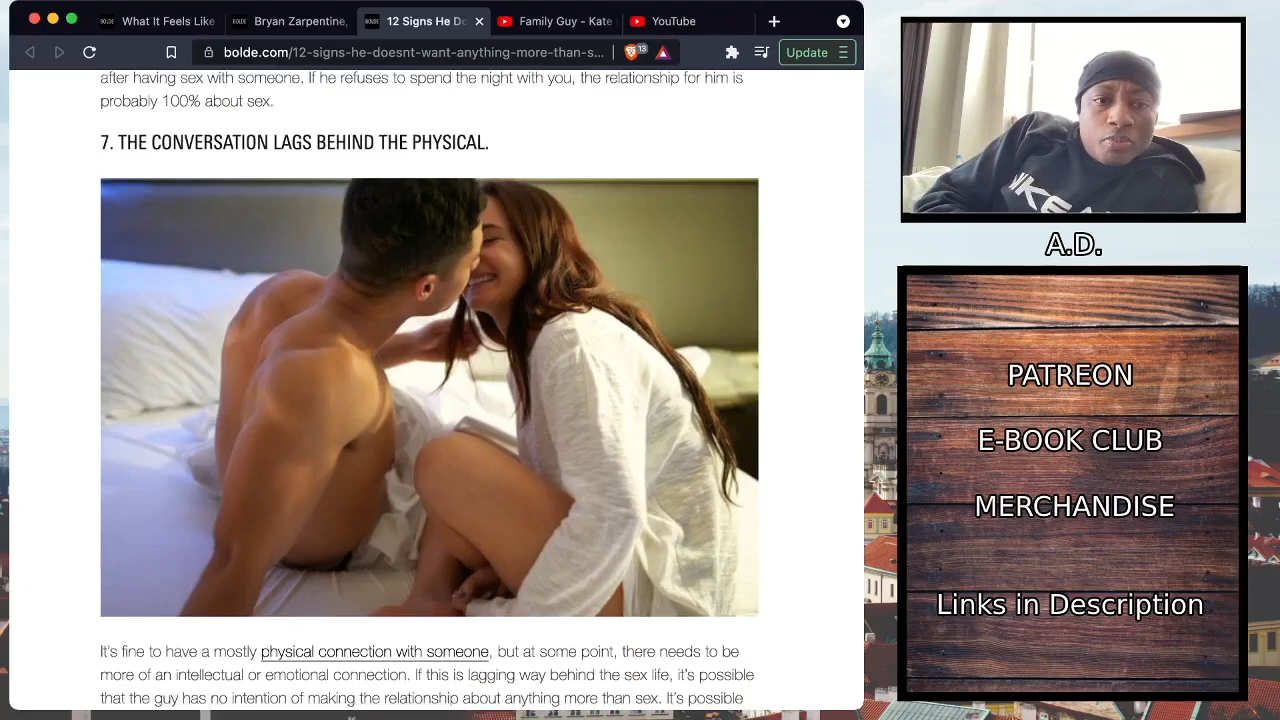 What It Feels Like
Bryan Zarpentine,
12 Signs He Do
Family Guy - Kate
YouTube
bolde.com/12-signs-he-doesnt-want-anything-more-than-s...
13
Update
after having sex with someone. If he refuses to spend the night with you, the relationship for him is
probably 100% about sex.
7. THE CONVERSATION LAGS BEHIND THE PHYSICAL.
It's fine to have a mostly physical connection with someone, but at some point, there needs to be
more of an interpersonal or emotional connection. If this is lagging way behind the sex life, it's possible
that the guy has no intention of making the relationship about anything more than sex. It's possible
NIKE
A.D.
PATREON
E-BOOK CLUB
MERCHANDISE
Links in Description